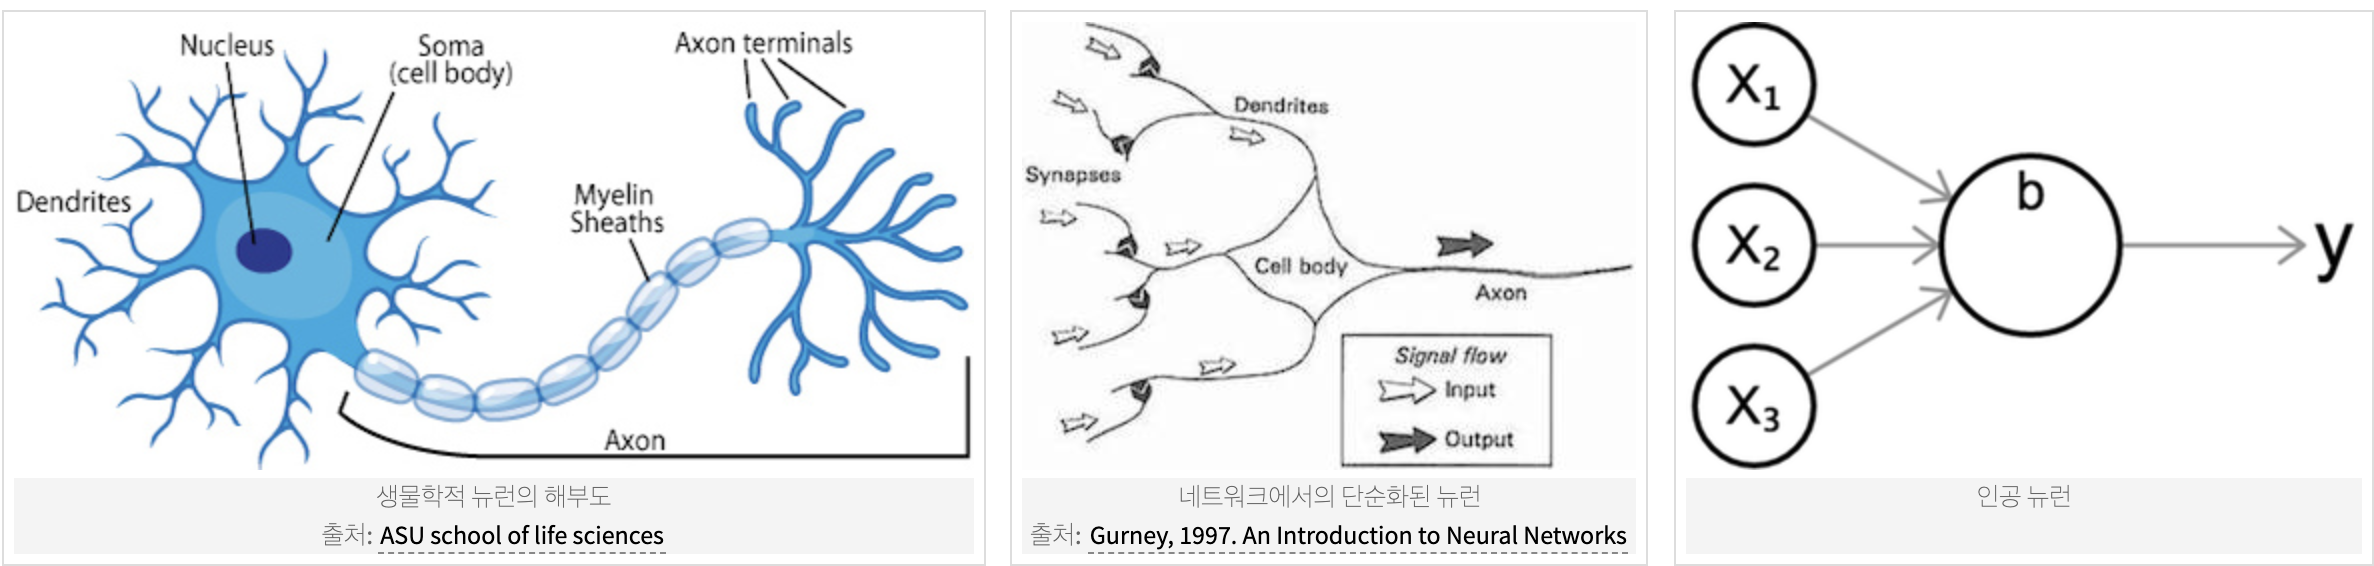 Nucleus
Soma
(cell body)
Axon terminals
Dendrites
Myelin
Sheaths
Axon
생물학적 뉴런의 해부도
출처: ASU school of life sciences
Dendrites
Synapses
Cell body
Axon
Signal flow
Input
Output
네트워크에서의 단순화된 뉴런
출처: Gurney, 1997. An Introduction to Neural Networks
X₁
X₂
X₃
b
y
인공 뉴런